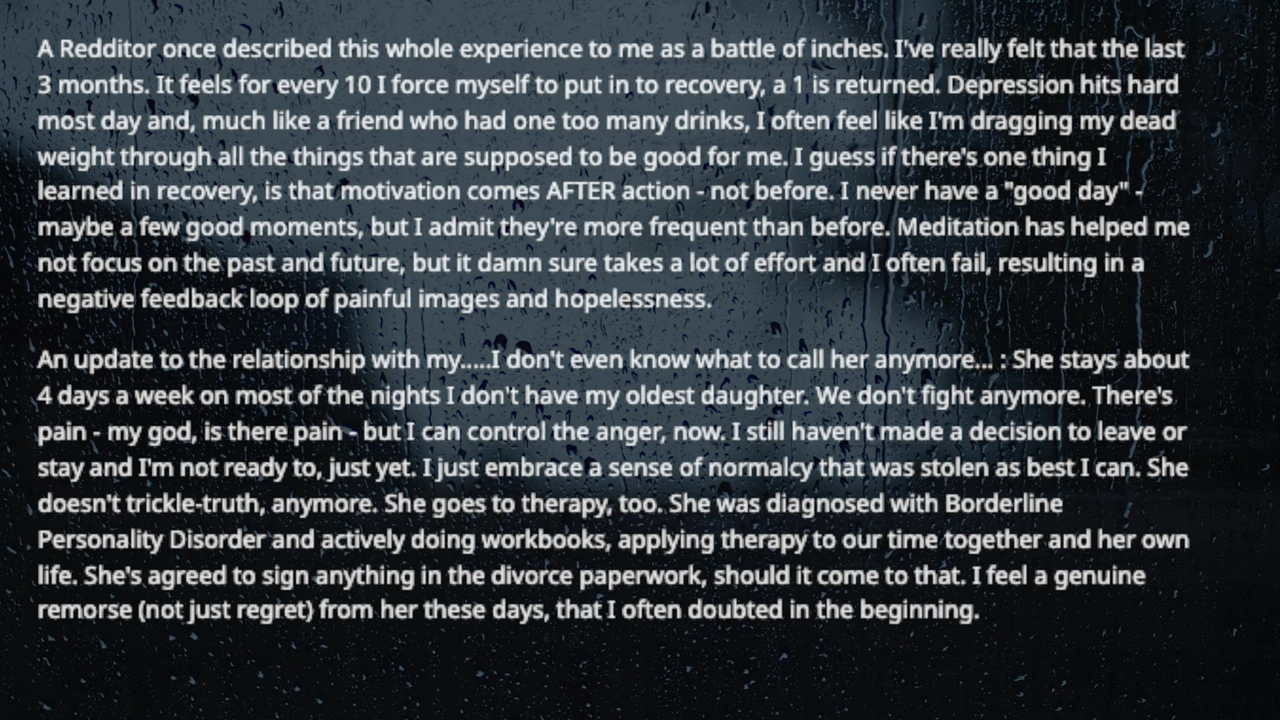 A Redditor once described this whole experience to me as a battle of inches. I've really felt that the last
3 months. It feels for every 10 I force myself to put in to recovery, a 1 is returned. Depression hits hard
most day and, much like a friend who had one too many drinks, I often feel like I'm dragging my dead
weight through all the things that are supposed to be good for me. I guess if there's one thing I
learned in recovery, is that motivation comes AFTER action - not before. I never have a "good day" -
maybe a few good moments, but I admit they're more frequent than before. Meditation has helped me
not focus on the past and future, but it damn sure takes a lot of effort and I often fail, resulting in a
negative feedback loop of painful images and hopelessness.
An update to the relationship with my.....I don't even know what to call her anymore... : She stays about
4 days a week on most of the nights I don't have my oldest daughter. We don't fight anymore. There's
pain - my god, is there pain - but I can control the anger, now. I still haven't made a decision to leave or
stay and I'm not ready to, just yet. I just embrace a sense of normalcy that was stolen as best I can. She
doesn't trickle-truth, anymore. She goes to therapy, too. She was diagnosed with Borderline
Personality Disorder and actively doing workbooks, applying therapy to our time together and her own
life. She's agreed to sign anything in the divorce paperwork, should it come to that. I feel a genuine
remorse (not just regret) from her these days, that I often doubted in the beginning.